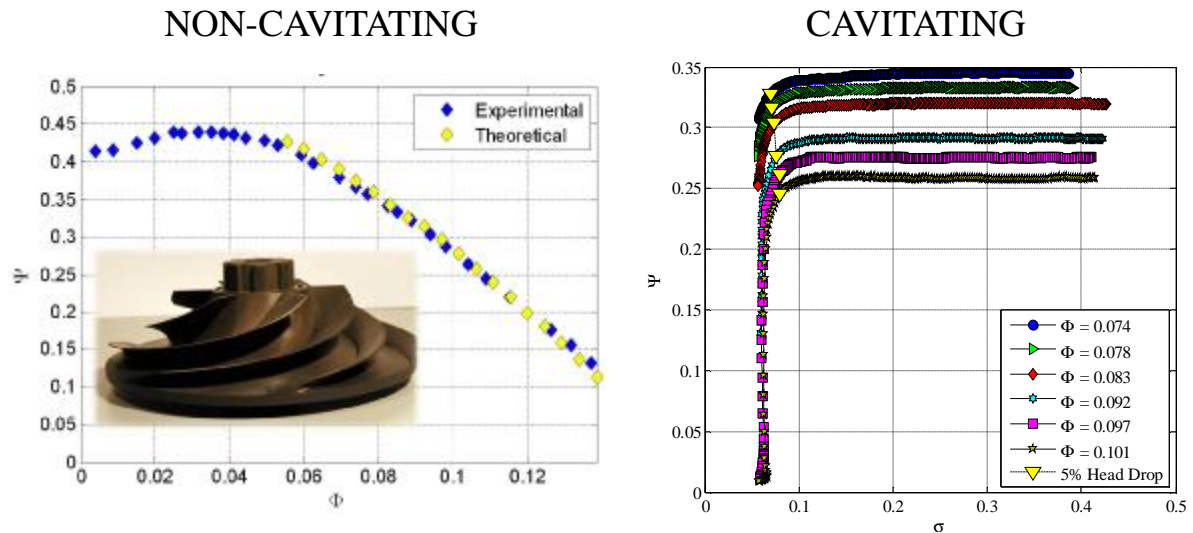 NON-CAVITATING
CAVITATING
0.5
0.45
0.4
0.35
0.3
0.25
0.2
0.15
0.1
0.05
0
Ψ
Experimental
Theoretical
0 0.02 0.04 0.06 0.08 0.1 0.12
Φ
0.35
0.3
0.25
0.2
0.15
0.1
0.05
0
Ψ
Φ = 0.074
Φ = 0.078
Φ = 0.083
Φ = 0.092
Φ = 0.097
Φ = 0.101
5% Head Drop
0 0.1 0.2 0.3 0.4 0.5
σ